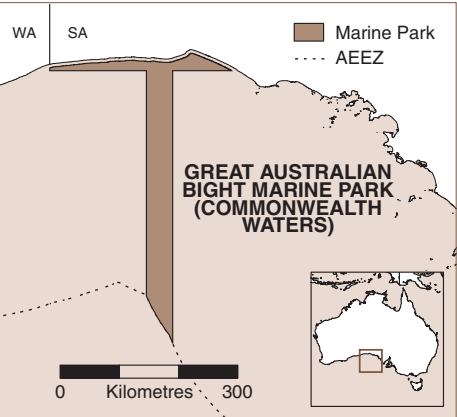 WA SA
Marine Park
AEEZ
GREAT AUSTRALIAN
BIGHT MARINE PARK
(COMMONWEALTH
WATERS)
0 Kilometres 300